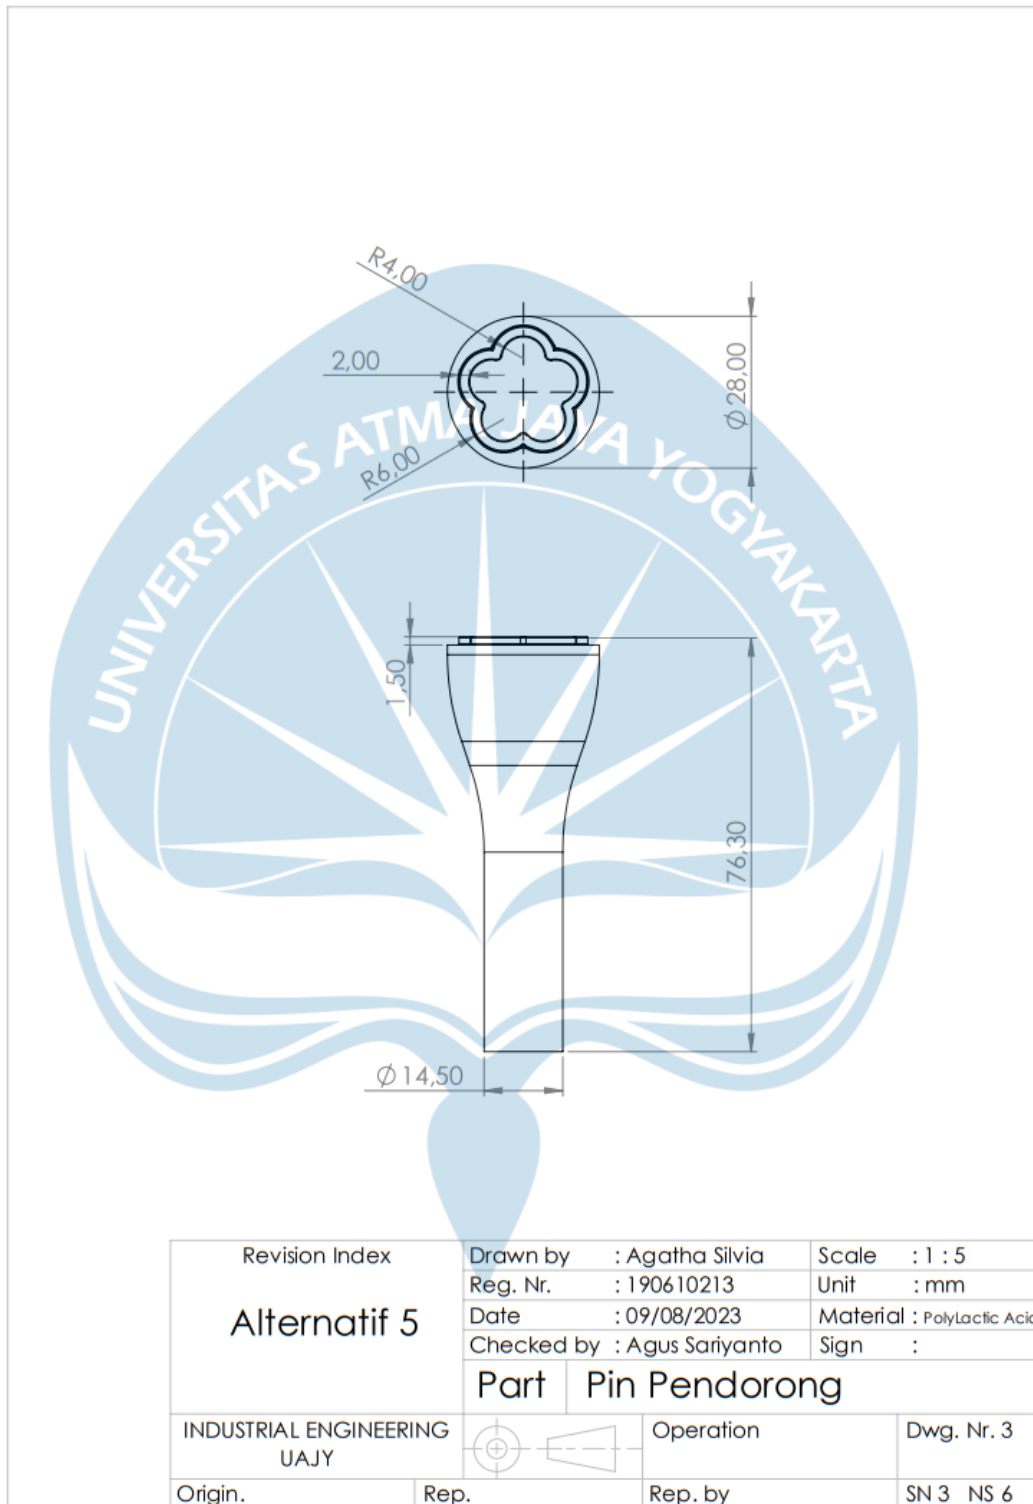 R4,00
2,00
R6,00
Ø28,00
UNIVERSITAS ATMA JAYA YOGYAKARTA
1,50
76,30
Ø14,50
Revision Index
Alternatif 5
Drawn by : Agatha Silvia
Scale : 1 : 5
Reg. Nr. : 190610213
Unit : mm
Date : 09/08/2023
Material : PolyLactic Acid
Checked by : Agus Sariyanto
Sign :
Part Pin Pendorong
INDUSTRIAL ENGINEERING
UAJY
Operation
Dwg. Nr. 3
Origin.
Rep.
Rep. by
SN 3 NS 6